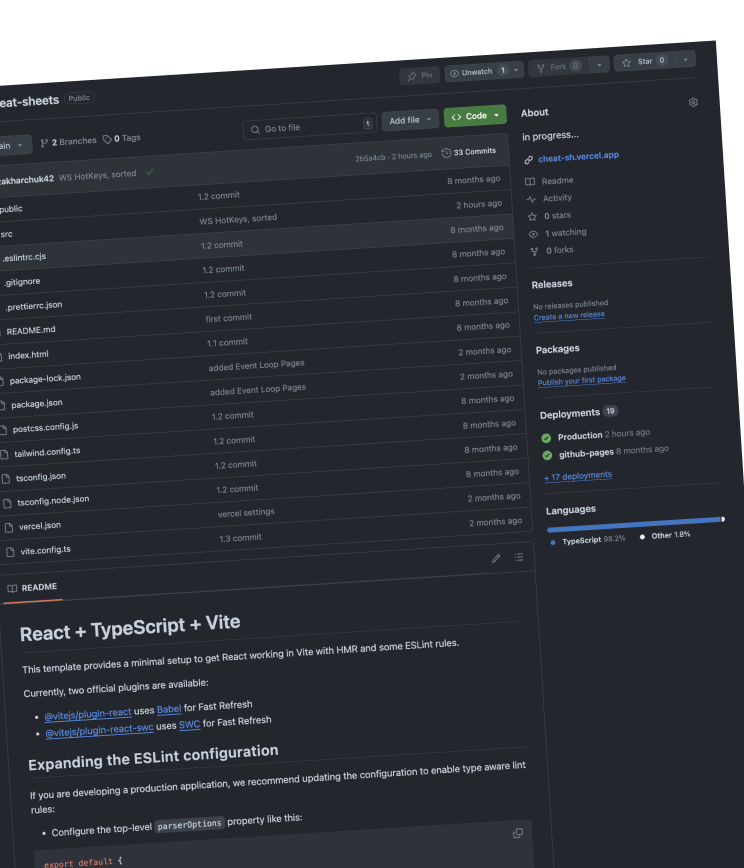 eat-sheets Public
Pin Unwatch 1 Fork 0 Star 0
ain 2 Branches 0 Tags Go to file t Add file Code
akharchuk42 WS HotKeys, sorted 2b5a4cb · 2 hours ago 33 Commits
public 1.2 commit 8 months ago
src WS HotKeys, sorted 2 hours ago
.eslintrc.cjs 1.2 commit 8 months ago
.gitignore 1.2 commit 8 months ago
.prettierrc.json 1.2 commit 8 months ago
README.md first commit 8 months ago
index.html 1.1 commit 8 months ago
package-lock.json added Event Loop Pages 2 months ago
package.json added Event Loop Pages 2 months ago
postcss.config.js 1.2 commit 8 months ago
tailwind.config.ts 1.2 commit 8 months ago
tsconfig.json 1.2 commit 8 months ago
tsconfig.node.json 1.2 commit 8 months ago
vercel.json vercel settings 2 months ago
vite.config.ts 1.3 commit 2 months ago
README
React + TypeScript + Vite
This template provides a minimal setup to get React working in Vite with HMR and some ESLint rules.
Currently, two official plugins are available:
• @vitejs/plugin-react uses Babel for Fast Refresh
• @vitejs/plugin-react-swc uses SWC for Fast Refresh
Expanding the ESLint configuration
If you are developing a production application, we recommend updating the configuration to enable type aware lint
rules:
• Configure the top-level parserOptions property like this:
export default {
About
in progress...
cheat-sh.vercel.app
Readme
Activity
0 stars
1 watching
0 forks
Releases
No releases published
Create a new release
Packages
No packages published
Publish your first package
Deployments 19
Production 2 hours ago
github-pages 8 months ago
+ 17 deployments
Languages
TypeScript 98.2% Other 1.8%